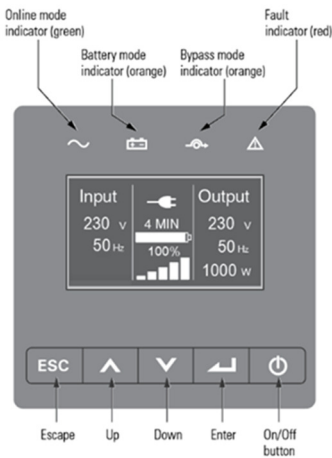 Online mode
indicator (green)
Battery mode
indicator (orange)
Bypass mode
indicator (orange)
Fault
indicator (red)
Input
230 V
50 Hz
4 MIN
100%
Output
230 V
50 Hz
1000 W
ESC
Escape
Up
Down
Enter
On/Off
button